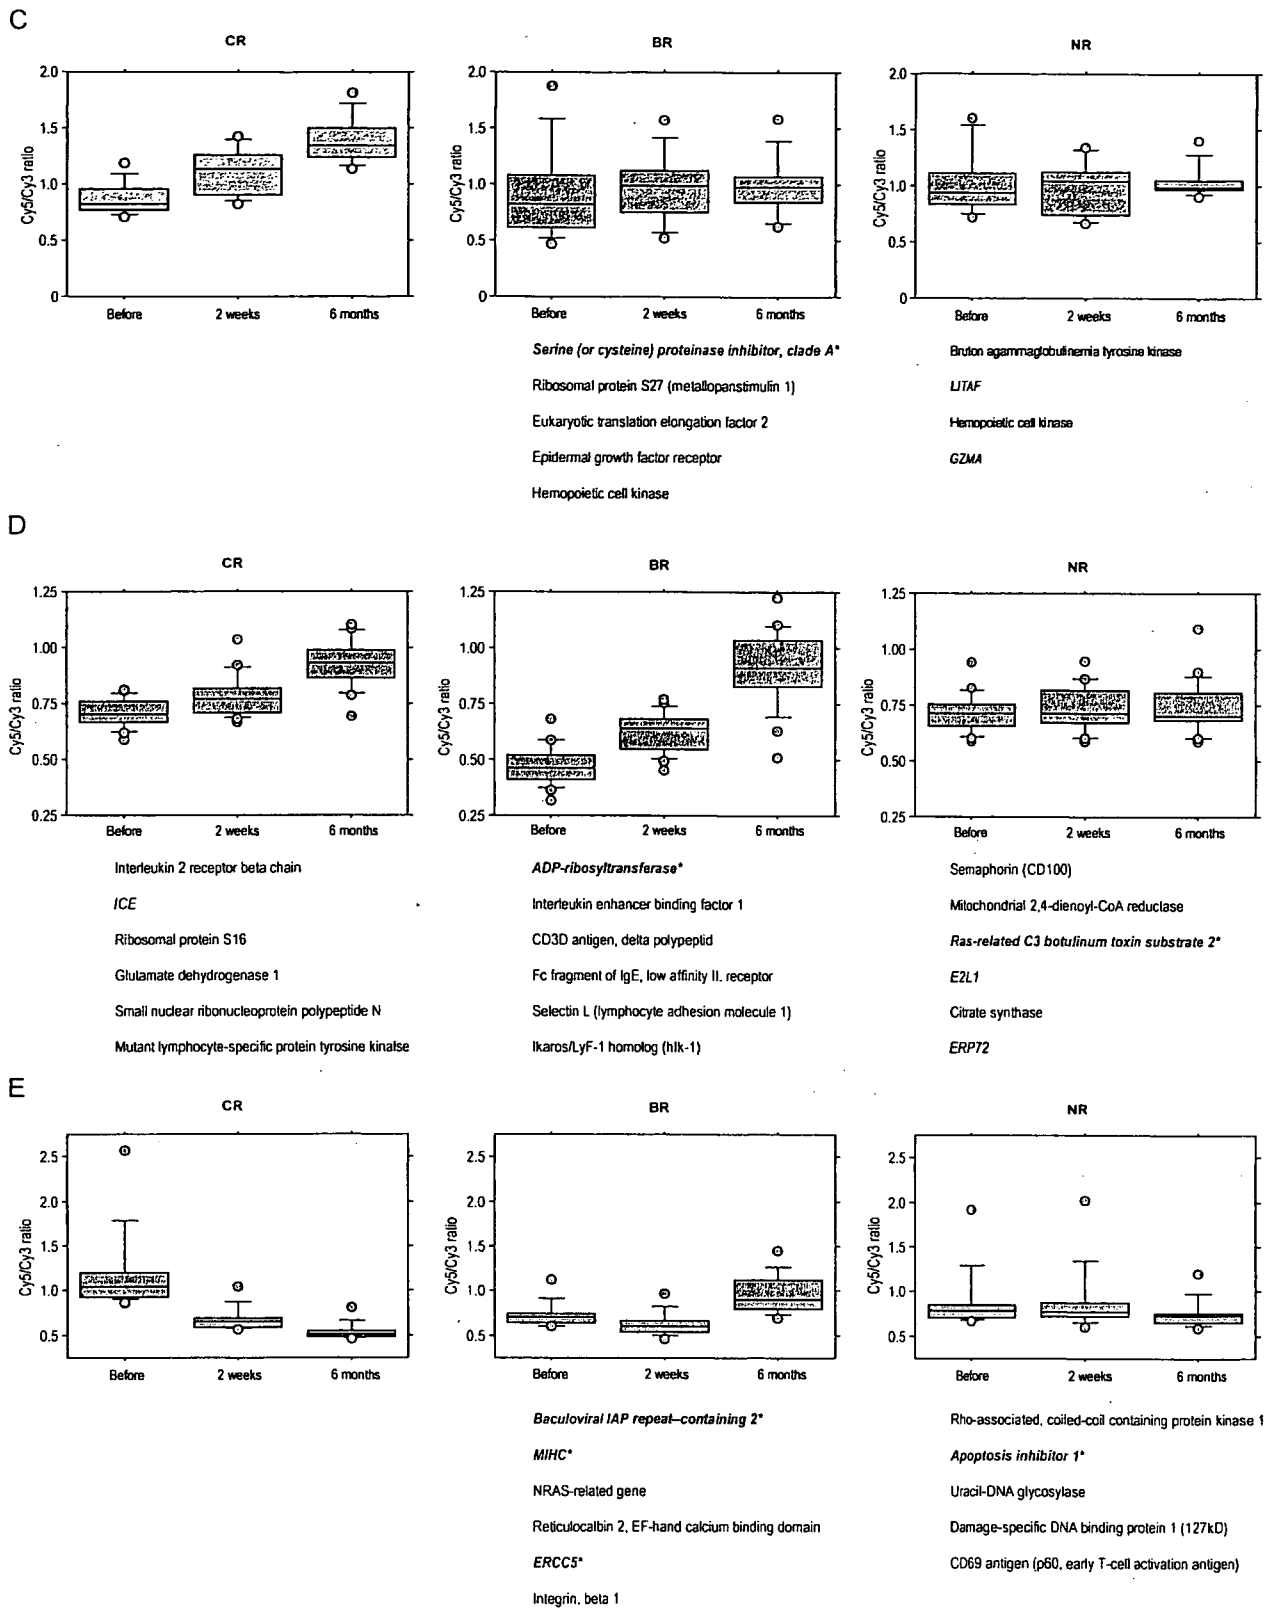 C
CR
BR
NR
2.0
1.5
1.0
0.5
0
Cy5/Cy3 ratio
Before
2 weeks
6 months
2.0
1.5
1.0
0.5
0
Cy5/Cy3 ratio
Before
2 weeks
6 months
2.0
1.5
1.0
0.5
0
Cy5/Cy3 ratio
Before
2 weeks
6 months
Serine (or cysteine) proteinase inhibitor, clade A*
Ribosomal protein S27 (metallopanstimulin 1)
Eukaryotic translation elongation factor 2
Epidermal growth factor receptor
Hemopoietic cell kinase
Bruton agammaglobulinemia tyrosine kinase
LITAF
Hemopoietic cell kinase
GZMA
D
CR
BR
NR
1.25
1.00
0.75
0.50
0.25
Cy5/Cy3 ratio
Before
2 weeks
6 months
1.25
1.00
0.75
0.50
0.25
Cy5/Cy3 ratio
Before
2 weeks
6 months
1.25
1.00
0.75
0.50
0.25
Cy5/Cy3 ratio
Before
2 weeks
6 months
Interleukin 2 receptor beta chain
ICE
Ribosomal protein S16
Glutamate dehydrogenase 1
Small nuclear ribonucleoprotein polypeptide N
Mutant lymphocyte-specific protein tyrosine kinalse
ADP-ribosyltransferase*
Interleukin enhancer binding factor 1
CD3D antigen, delta polypeptid
Fc fragment of IgE, low affinity II. receptor
Selectin L (lymphocyte adhesion molecule 1)
Ikaros/LyF-1 homolog (hlk-1)
Semaphorin (CD100)
Mitochondrial 2,4-dienoyl-CoA reductase
Ras-related C3 botulinum toxin substrate 2*
E2L1
Citrate synthase
ERP72
E
CR
BR
NR
2.5
2.0
1.5
1.0
0.5
Cy5/Cy3 ratio
Before
2 weeks
6 months
2.5
2.0
1.5
1.0
0.5
Cy5/Cy3 ratio
Before
2 weeks
6 months
2.5
2.0
1.5
1.0
0.5
Cy5/Cy3 ratio
Before
2 weeks
6 months
Baculoviral IAP repeat–containing 2*
MIHC*
NRAS-related gene
Reticulocalbin 2, EF-hand calcium binding domain
ERCC5*
Integrin, beta 1
Rho-associated, coiled-coil containing protein kinase 1
Apoptosis inhibitor 1*
Uracil-DNA glycosylase
Damage-specific DNA binding protein 1 (127kD)
CD69 antigen (p60, early T-cell activation antigen)